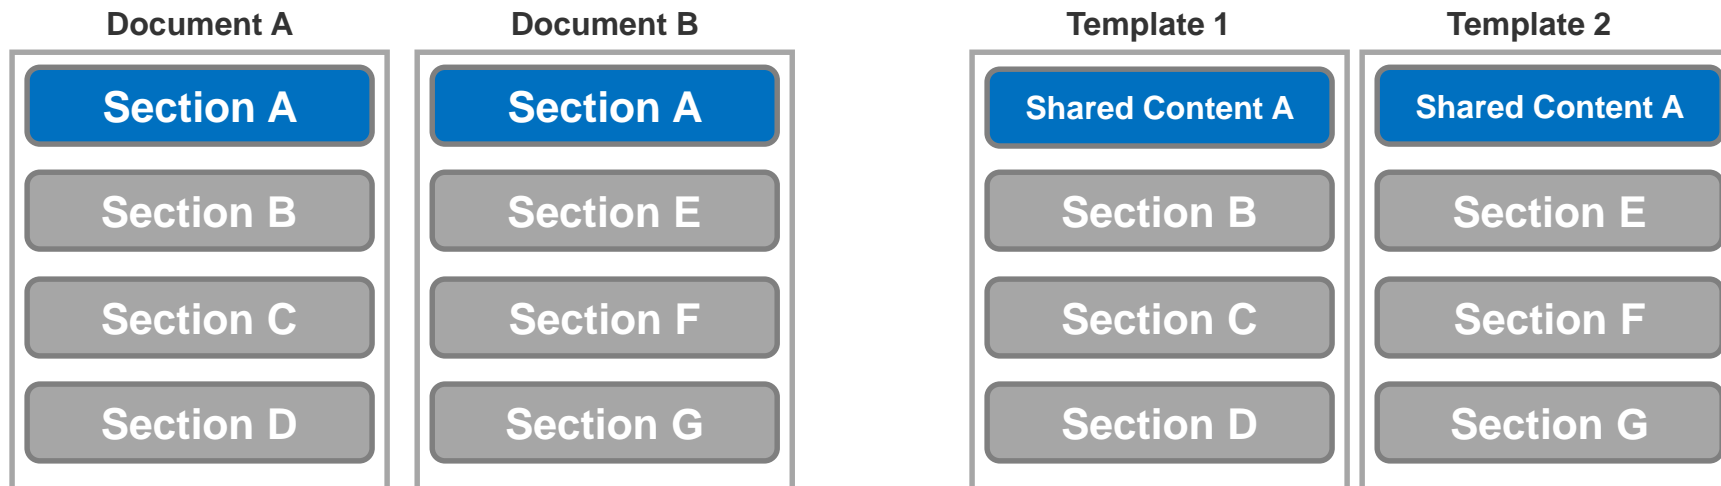 Document A
Section A
Section B
Section C
Section D
Document B
Section A
Section E
Section F
Section G
Template 1
Shared Content A
Section B
Section C
Section D
Template 2
Shared Content A
Section E
Section F
Section G